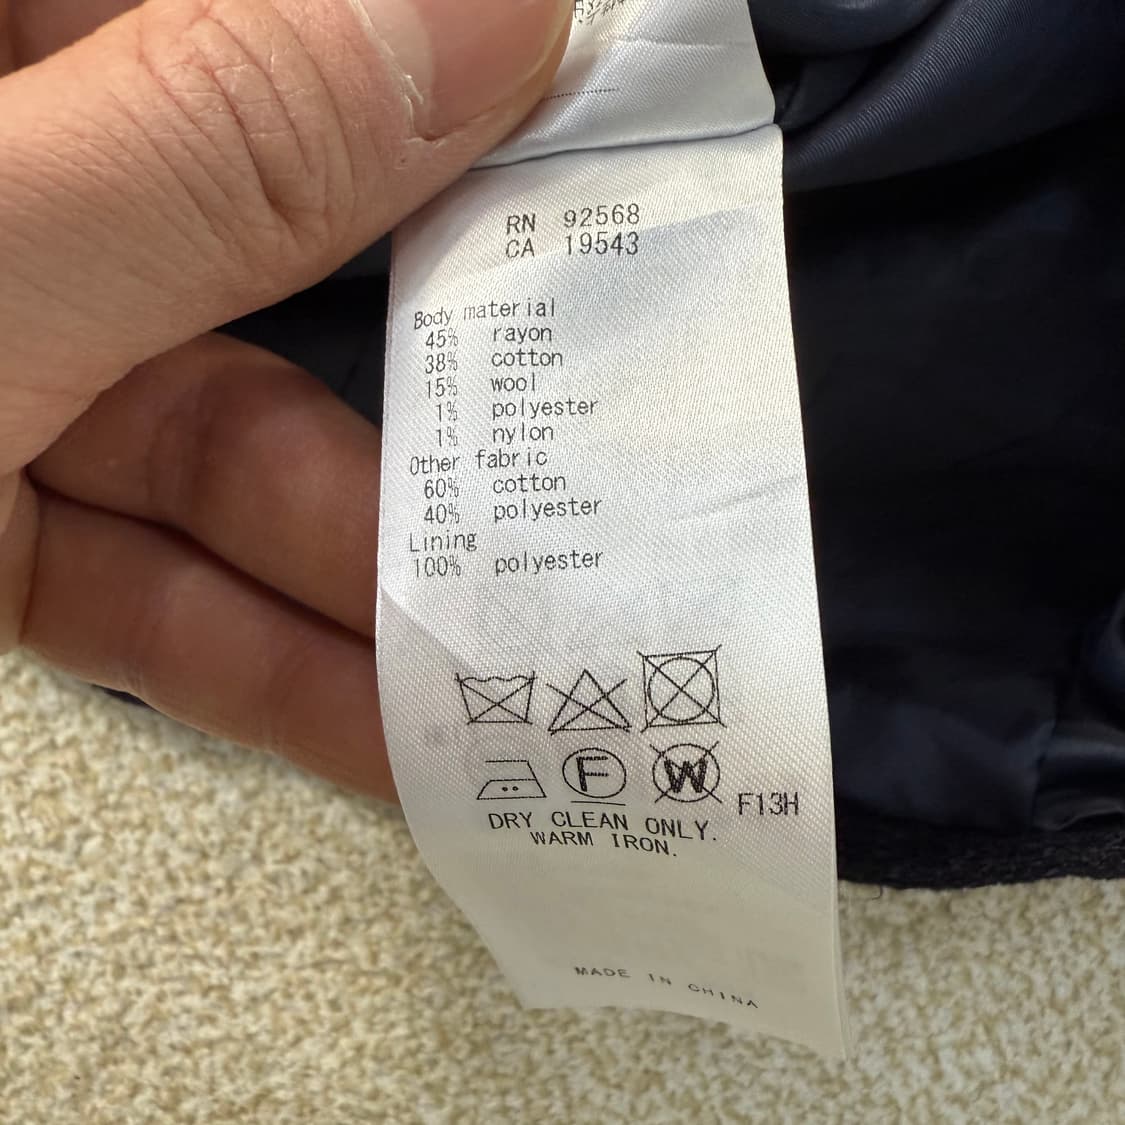 RN 92568
CA 19543
Body material
45% rayon
38% cotton
15% wool
1% polyester
1% nylon
Other fabric
60% cotton
40% polyester
Lining
100% polyester
F
W
F13H
DRY CLEAN ONLY.
WARM IRON.
MADE IN CHINA